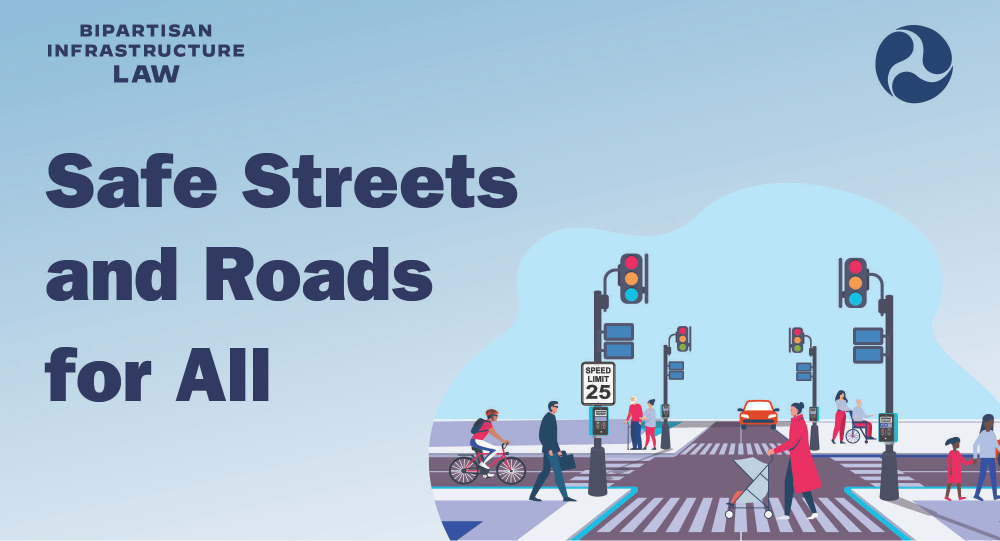 BIPARTISAN
INFRASTRUCTURE
LAW
Safe Streets
and Roads
for All
SPEED
LIMIT
25